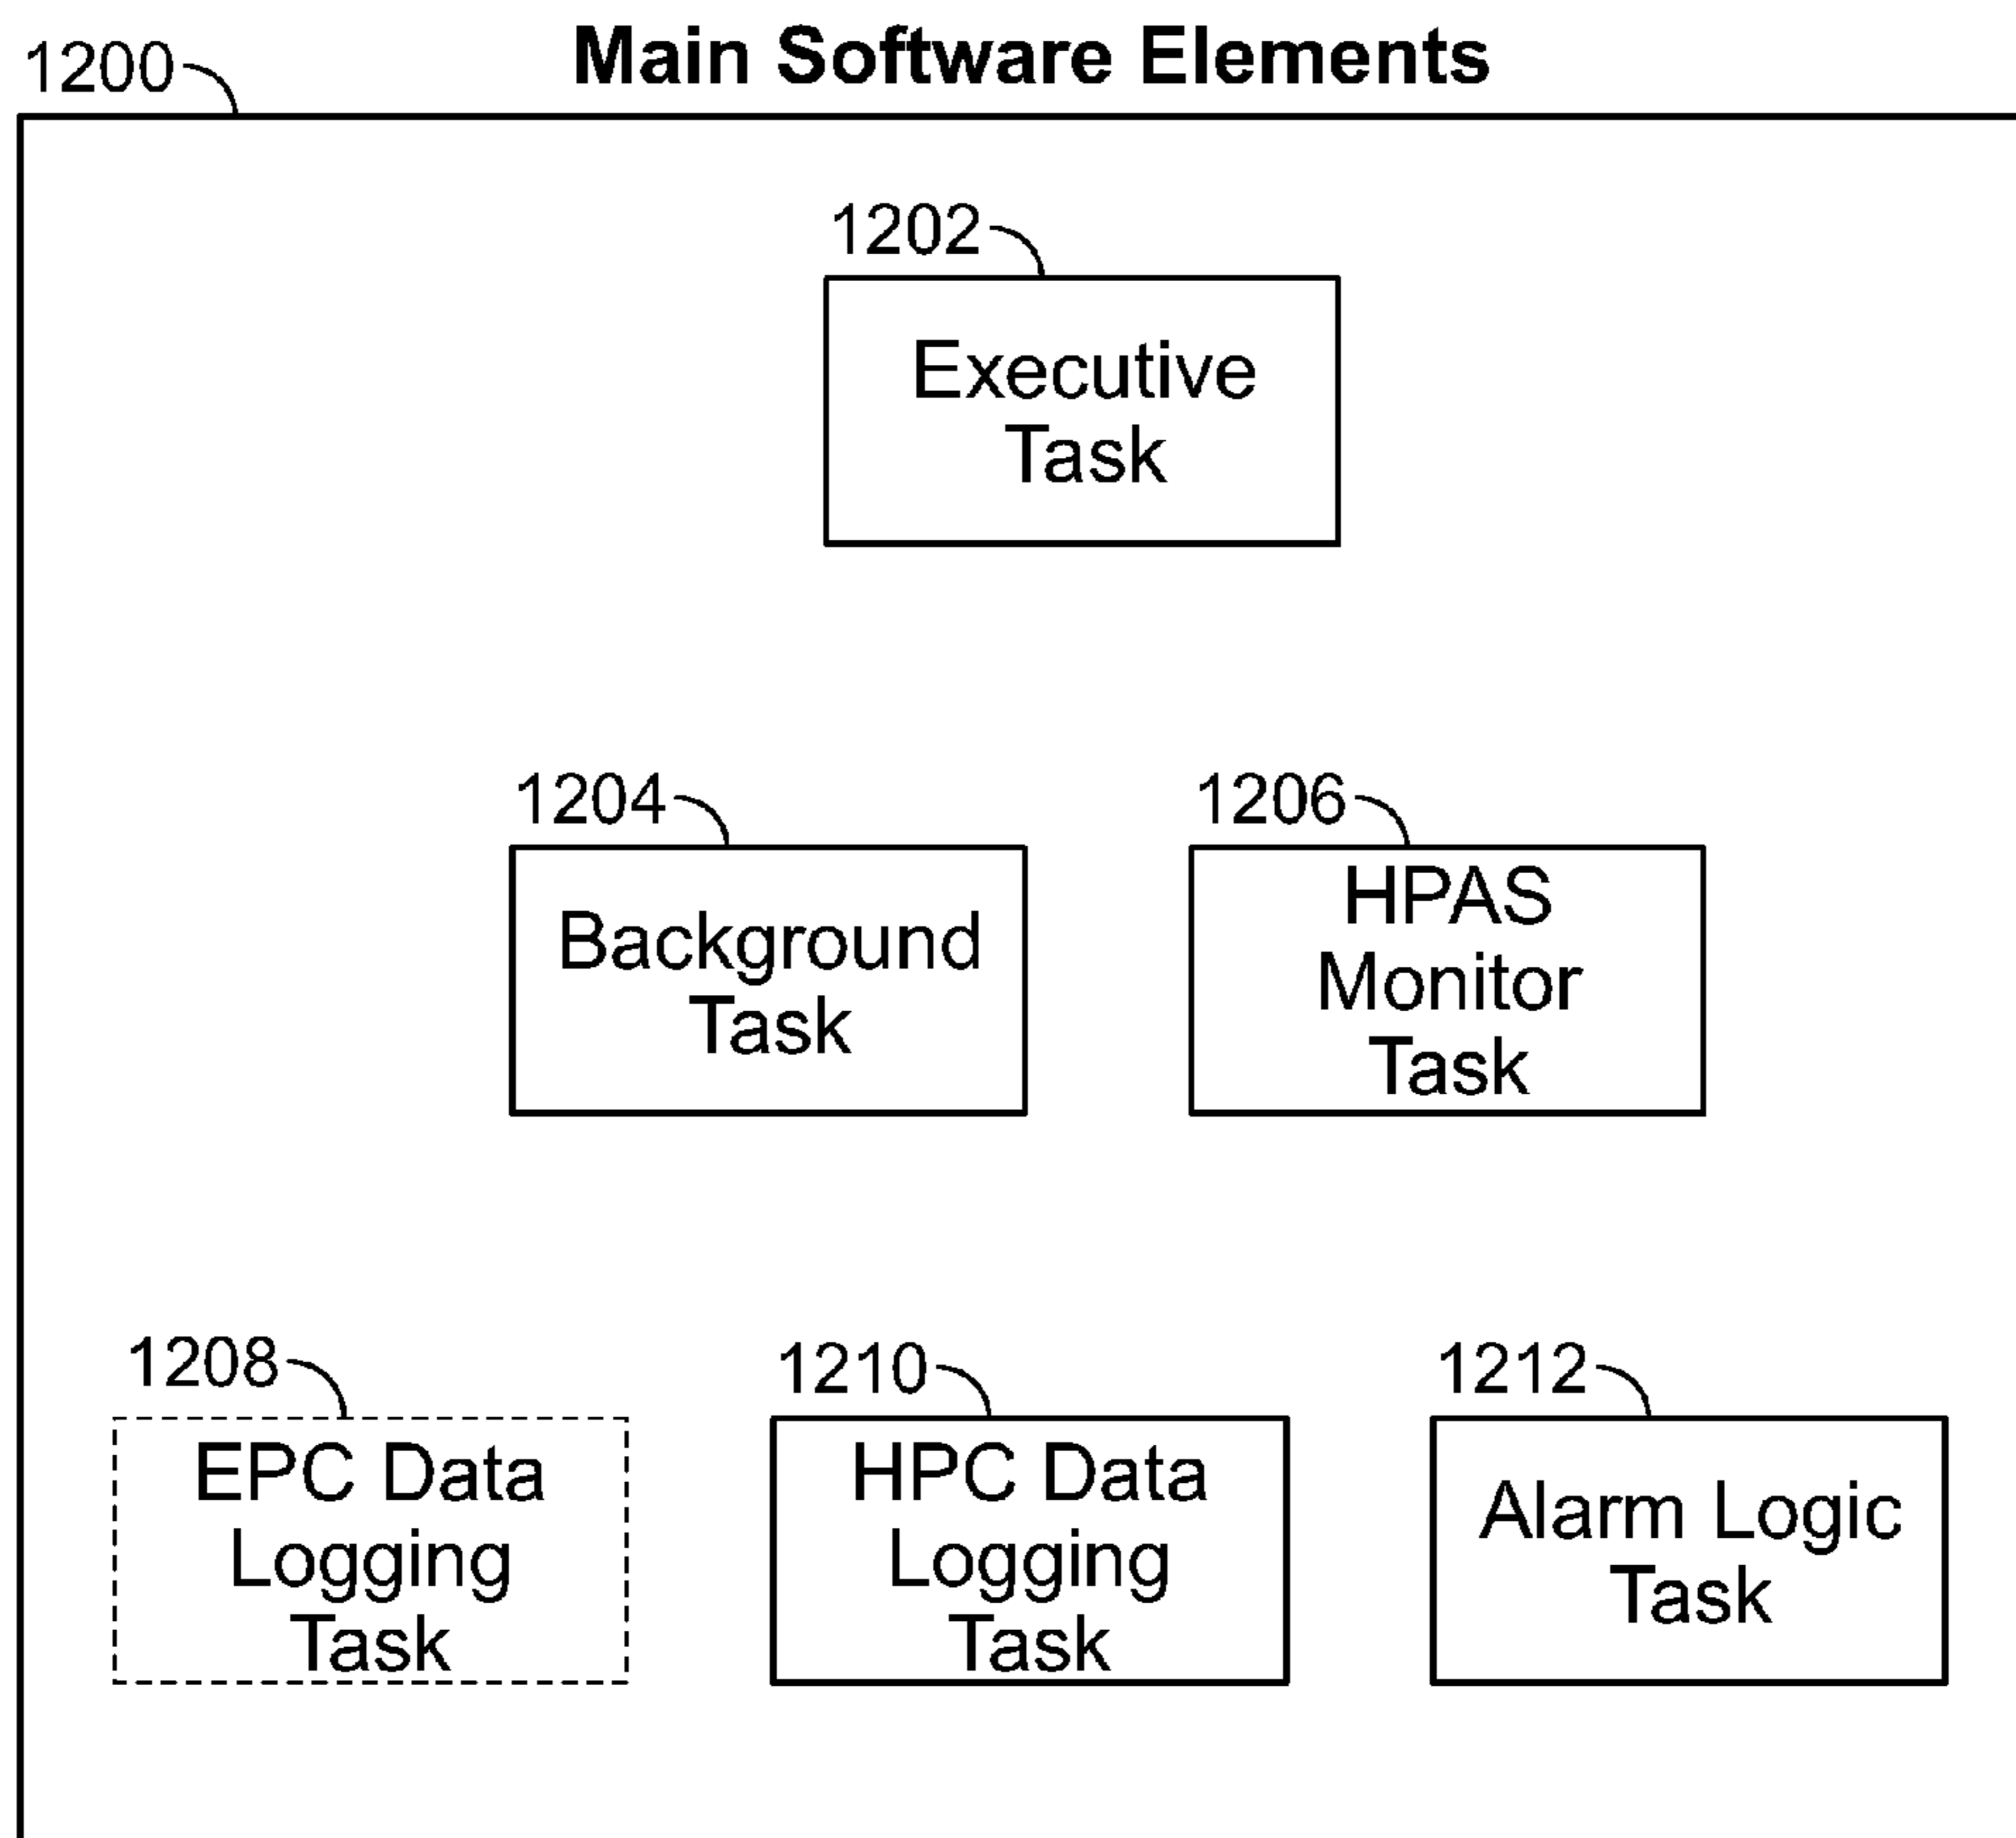 Main Software Elements
1200
1202
Executive
Task
1204
Background
Task
1206
HPAS
Monitor
Task
1208
EPC Data
Logging
Task
1210
HPC Data
Logging
Task
1212
Alarm Logic
Task